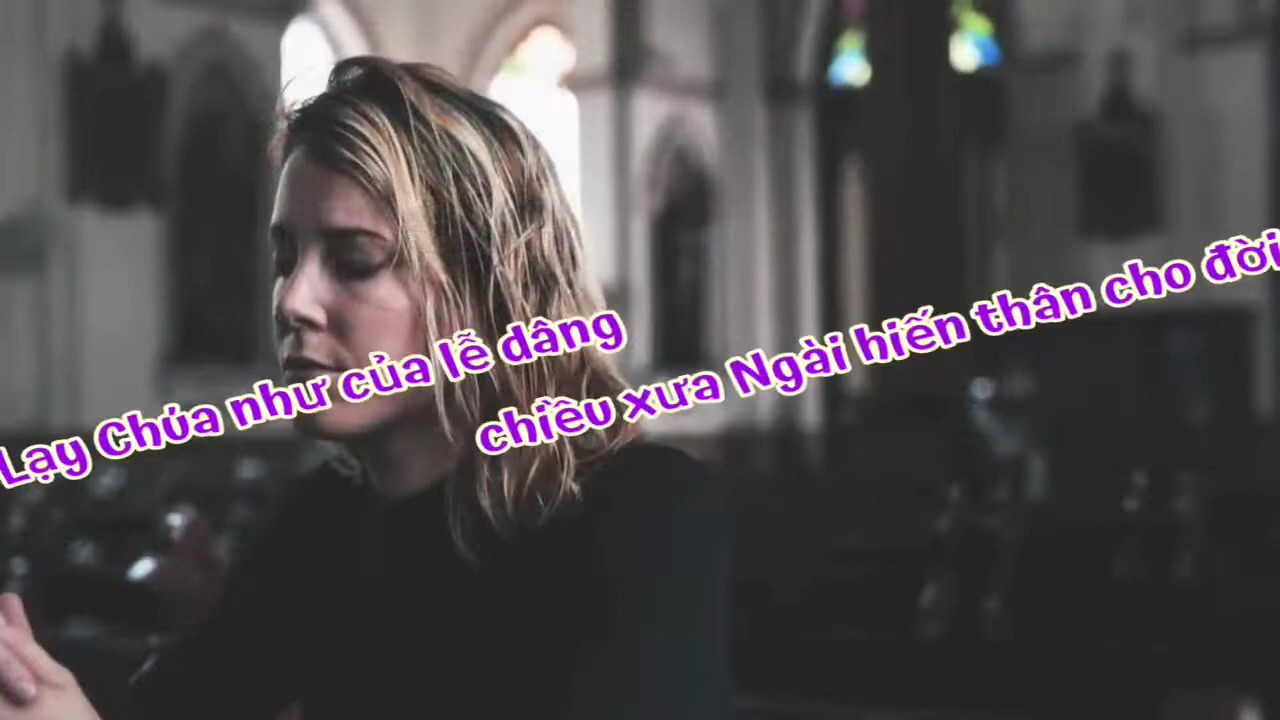 Lạy Chúa như của lễ dâng
chiều xưa Ngài hiến thân cho đời